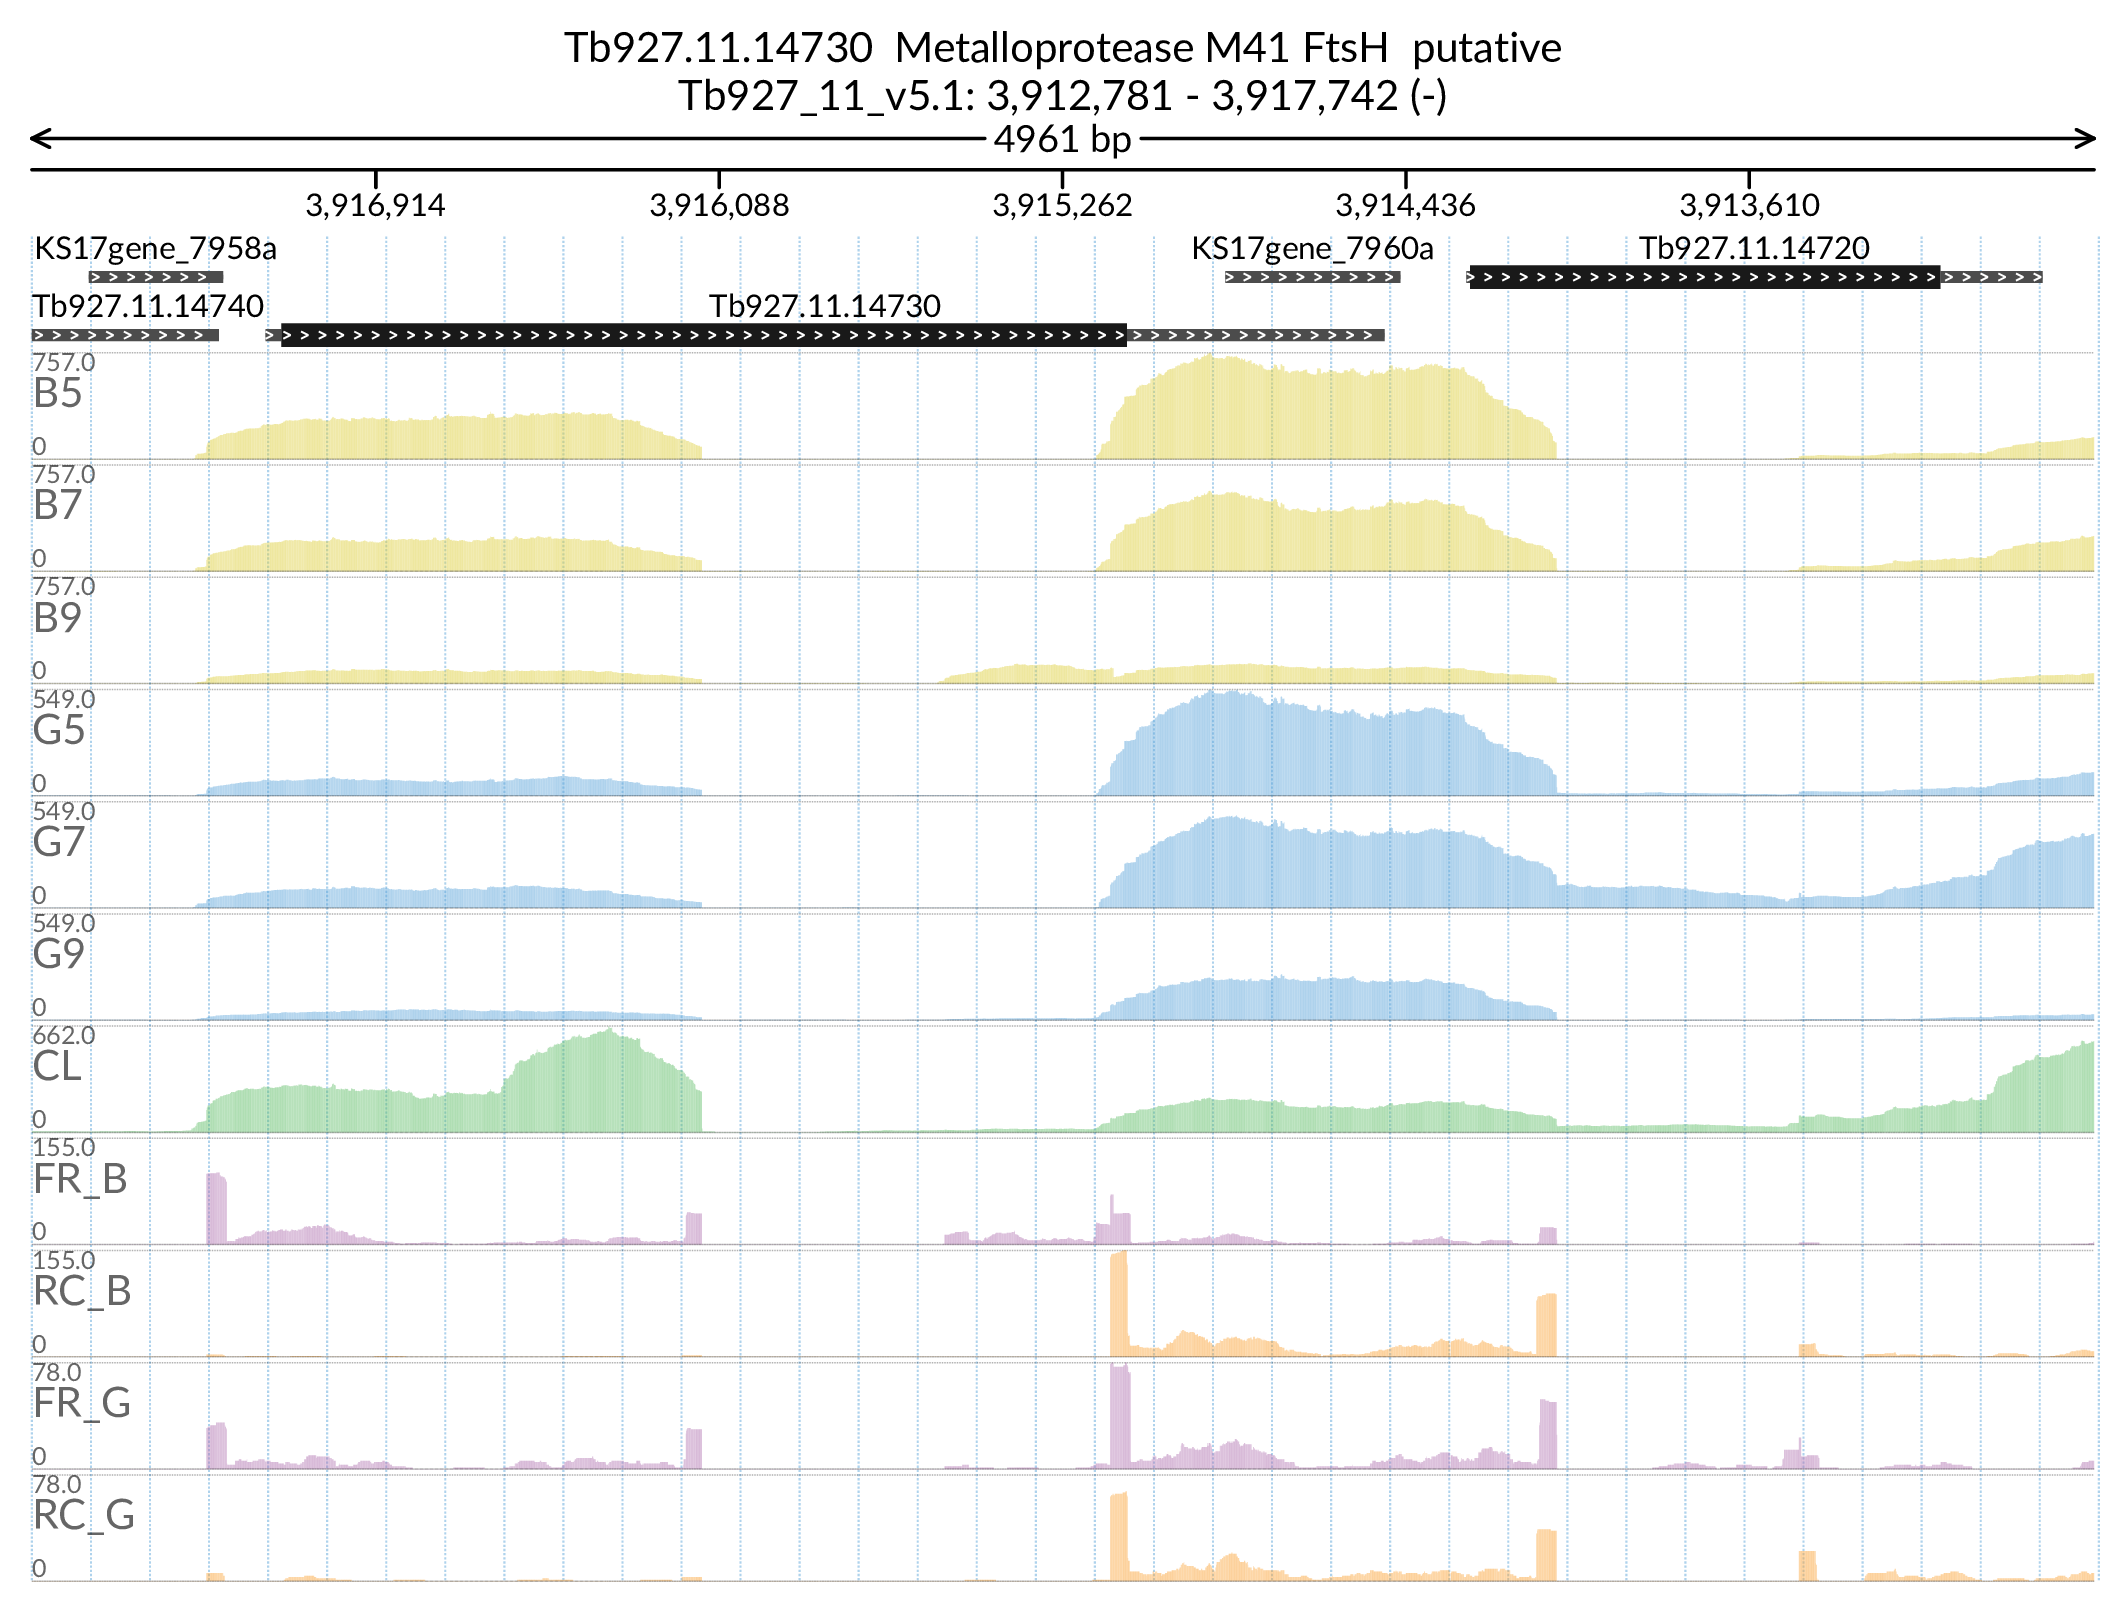 Tb927.11.14730  Metalloprotease M41 FtsH  putative
Tb927_11_v5.1: 3,912,781 - 3,917,742 (-)
4961 bp
3,916,914 3,916,088 3,915,262 3,914,436 3,913,610
KS17gene_7958a KS17gene_7960a Tb927.11.14720
Tb927.11.14740 Tb927.11.14730
757.0
B5
0
757.0
B7
0
757.0
B9
0
549.0
G5
0
549.0
G7
0
549.0
G9
0
662.0
CL
0
155.0
FR_B
0
155.0
RC_B
0
78.0
FR_G
0
78.0
RC_G
0